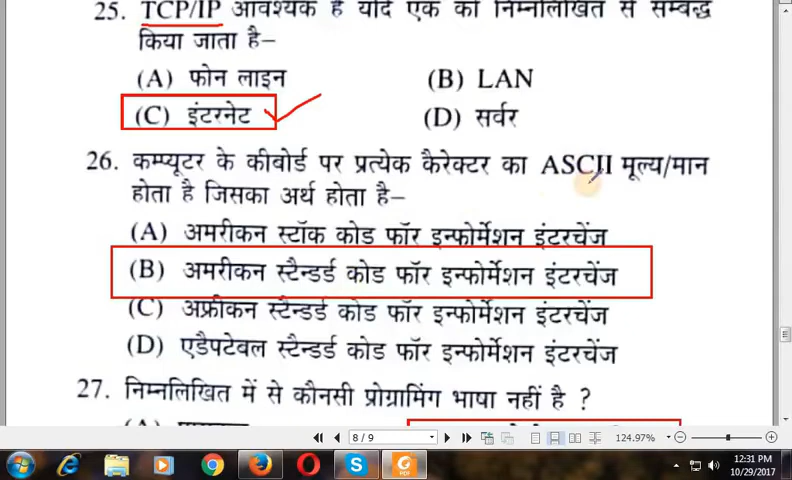 25. TCP/IP आवश्यक है यदि एक को निम्नलिखित से सम्बद्ध
किया जाता है–
(A) फोन लाइन (B) LAN
(C) इंटरनेट (D) सर्वर
26. कम्प्यूटर के कीबोर्ड पर प्रत्येक कैरेक्टर का ASCII मूल्य/मान
होता है जिसका अर्थ होता है–
(A) अमरीकन स्टॉक कोड फॉर इन्फोर्मेशन इंटरचेंज
(B) अमरीकन स्टैन्डर्ड कोड फॉर इन्फोर्मेशन इंटरचेंज
(C) अफ्रीकन स्टैन्डर्ड कोड फॉर इन्फोर्मेशन इंटरचेंज
(D) एडैपटेबल स्टैन्डर्ड कोड फॉर इन्फोर्मेशन इंटरचेंज
27. निम्नलिखित में से कौनसी प्रोग्रामिंग भाषा नहीं है ?
8 / 9 124.97%
12:31 PM
10/29/2017